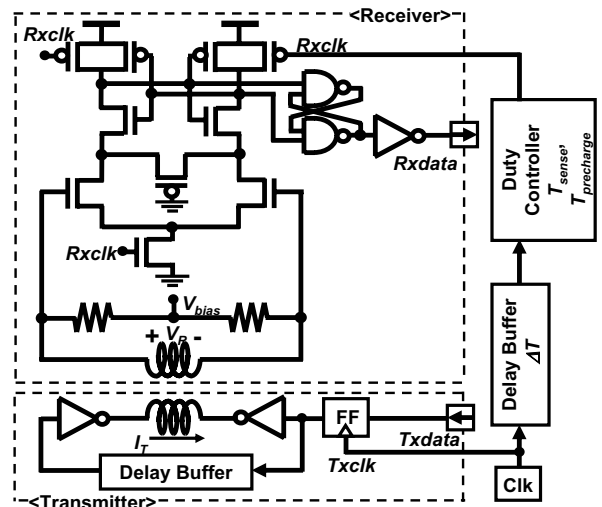 <Receiver>
Rxclk
Rxclk
Rxdata
Duty
Controller
Tsense,
Tprecharge
Rxclk
Vbias
+ VR -
Delay Buffer
ΔT
IT
FF
Txdata
Delay Buffer
Txclk
Clk
<Transmitter>